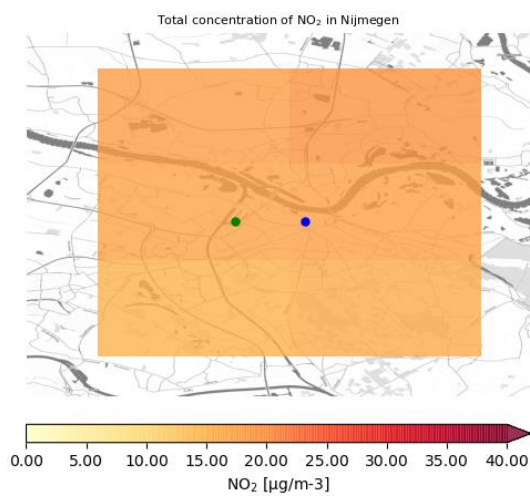 Total concentration of NO₂ in Nijmegen
0.00 5.00 10.00 15.00 20.00 25.00 30.00 35.00 40.00
NO₂ [µg/m-3]